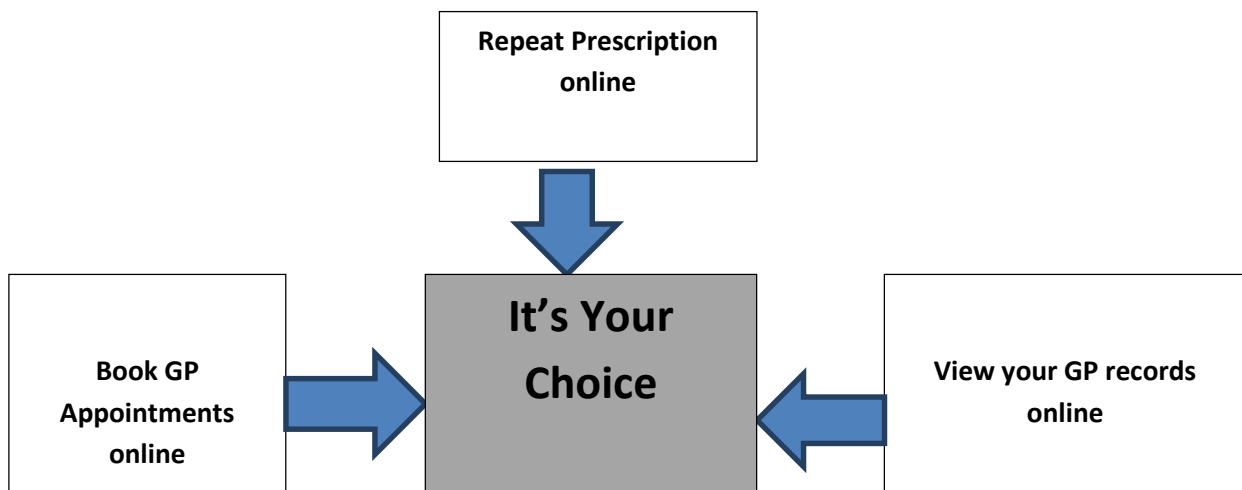 Repeat Prescription
online
It’s Your
Choice
Book GP
Appointments
online
View your GP records
online